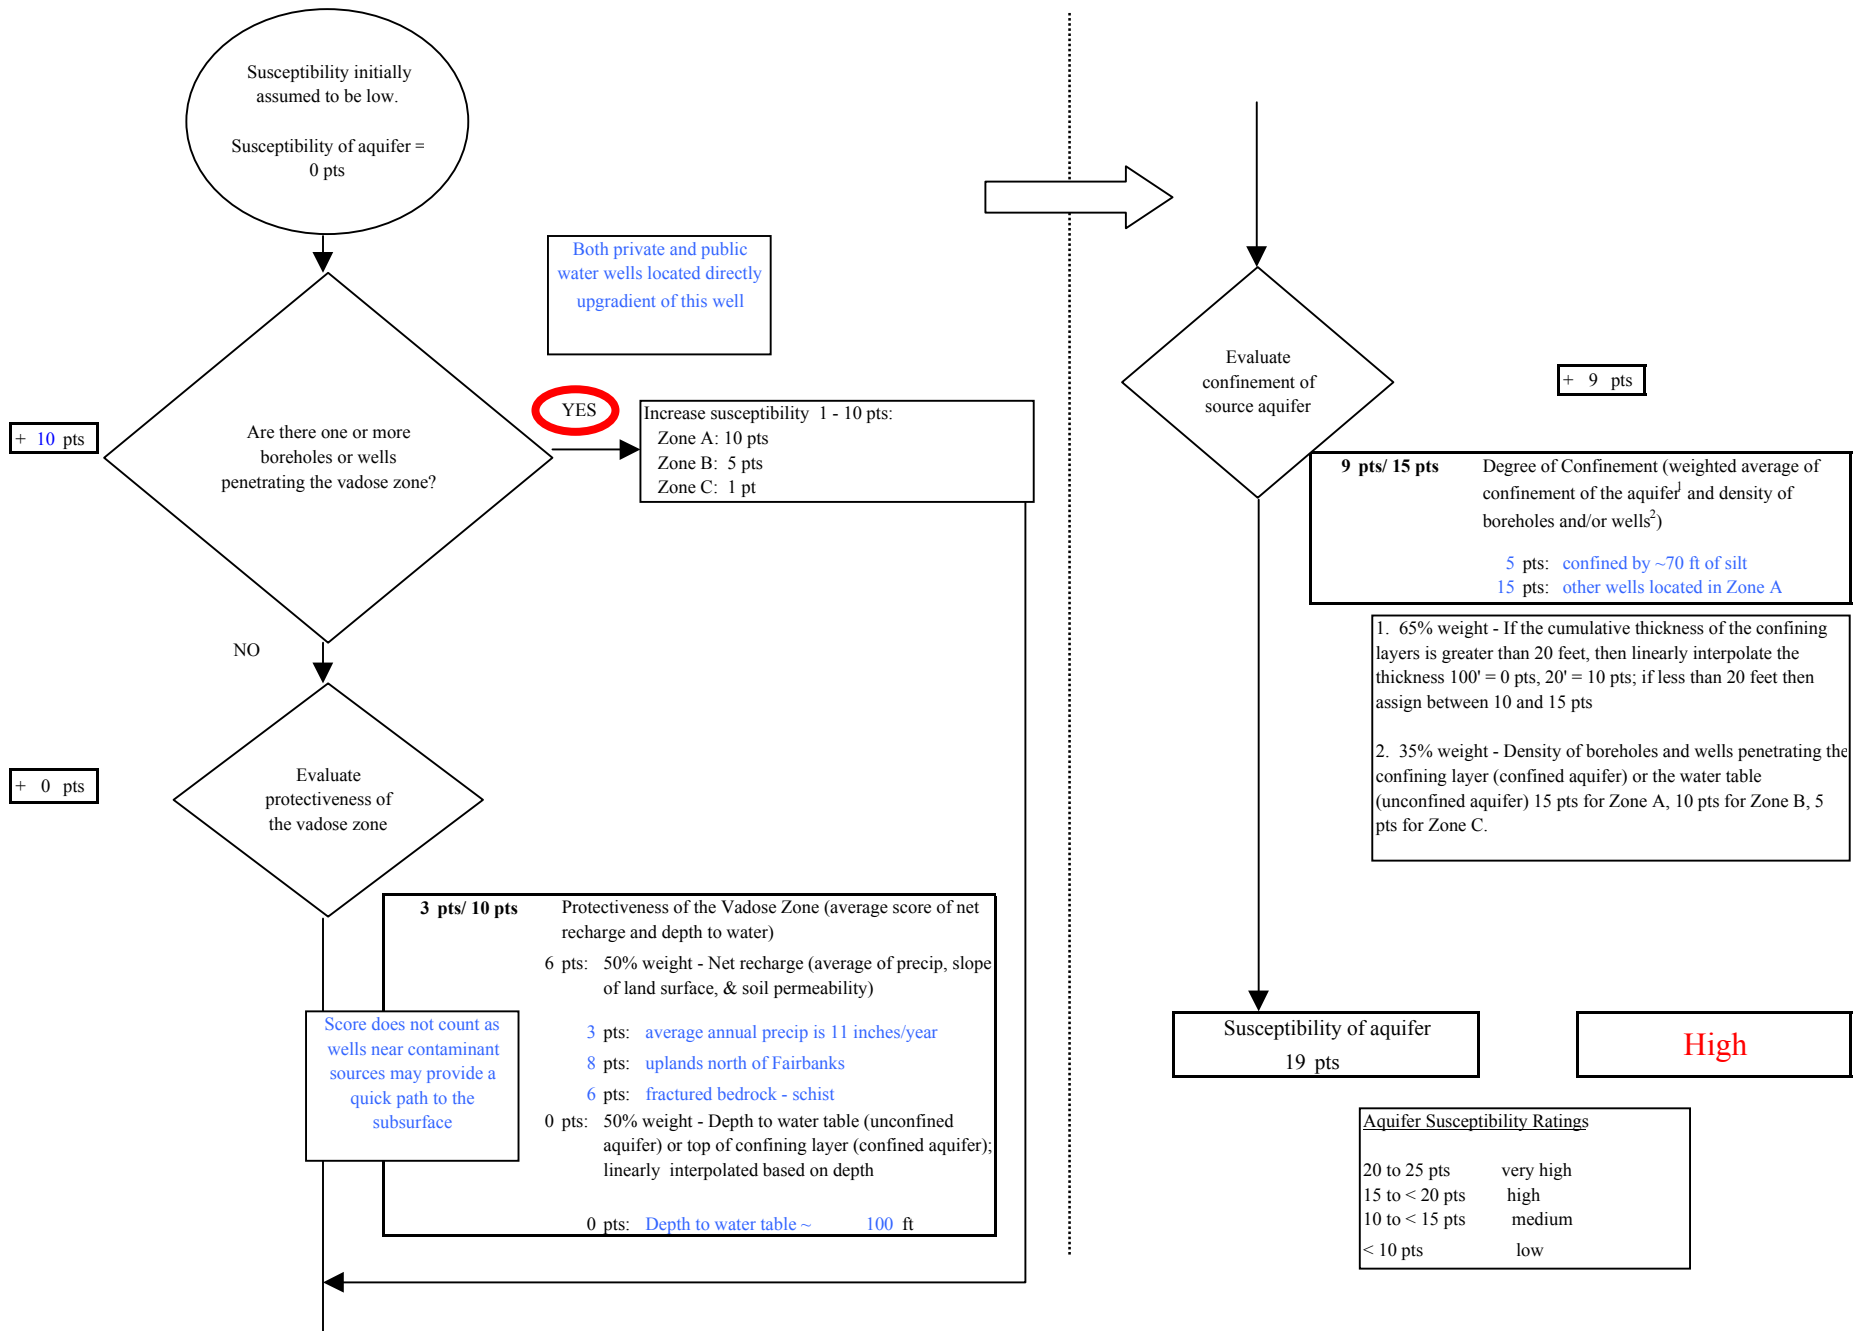 Susceptibility initially
assumed to be low.
Susceptibility of aquifer =
0 pts
Both private and public
water wells located directly
upgradient of this well
+ 10 pts
Are there one or more
boreholes or wells
penetrating the vadose zone?
YES
Increase susceptibility 1 - 10 pts:
Zone A: 10 pts
Zone B: 5 pts
Zone C: 1 pt
NO
+ 0 pts
Evaluate
protectiveness of
the vadose zone
3 pts/ 10 pts Protectiveness of the Vadose Zone (average score of net
recharge and depth to water)
6 pts: 50% weight - Net recharge (average of precip, slope
of land surface, & soil permeability)
3 pts: average annual precip is 11 inches/year
8 pts: uplands north of Fairbanks
6 pts: fractured bedrock - schist
0 pts: 50% weight - Depth to water table (unconfined
aquifer) or top of confining layer (confined aquifer);
linearly interpolated based on depth
0 pts: Depth to water table ~ 100 ft
Score does not count as
wells near contaminant
sources may provide a
quick path to the
subsurface
Evaluate
confinement of
source aquifer
+ 9 pts
9 pts/ 15 pts Degree of Confinement (weighted average of
confinement of the aquifer1 and density of
boreholes and/or wells2)
5 pts: confined by ~70 ft of silt
15 pts: other wells located in Zone A
1. 65% weight - If the cumulative thickness of the confining
layers is greater than 20 feet, then linearly interpolate the
thickness 100' = 0 pts, 20' = 10 pts; if less than 20 feet then
assign between 10 and 15 pts
2. 35% weight - Density of boreholes and wells penetrating the
confining layer (confined aquifer) or the water table
(unconfined aquifer) 15 pts for Zone A, 10 pts for Zone B, 5
pts for Zone C.
Susceptibility of aquifer
19 pts
High
Aquifer Susceptibility Ratings
20 to 25 pts very high
15 to < 20 pts high
10 to < 15 pts medium
< 10 pts low